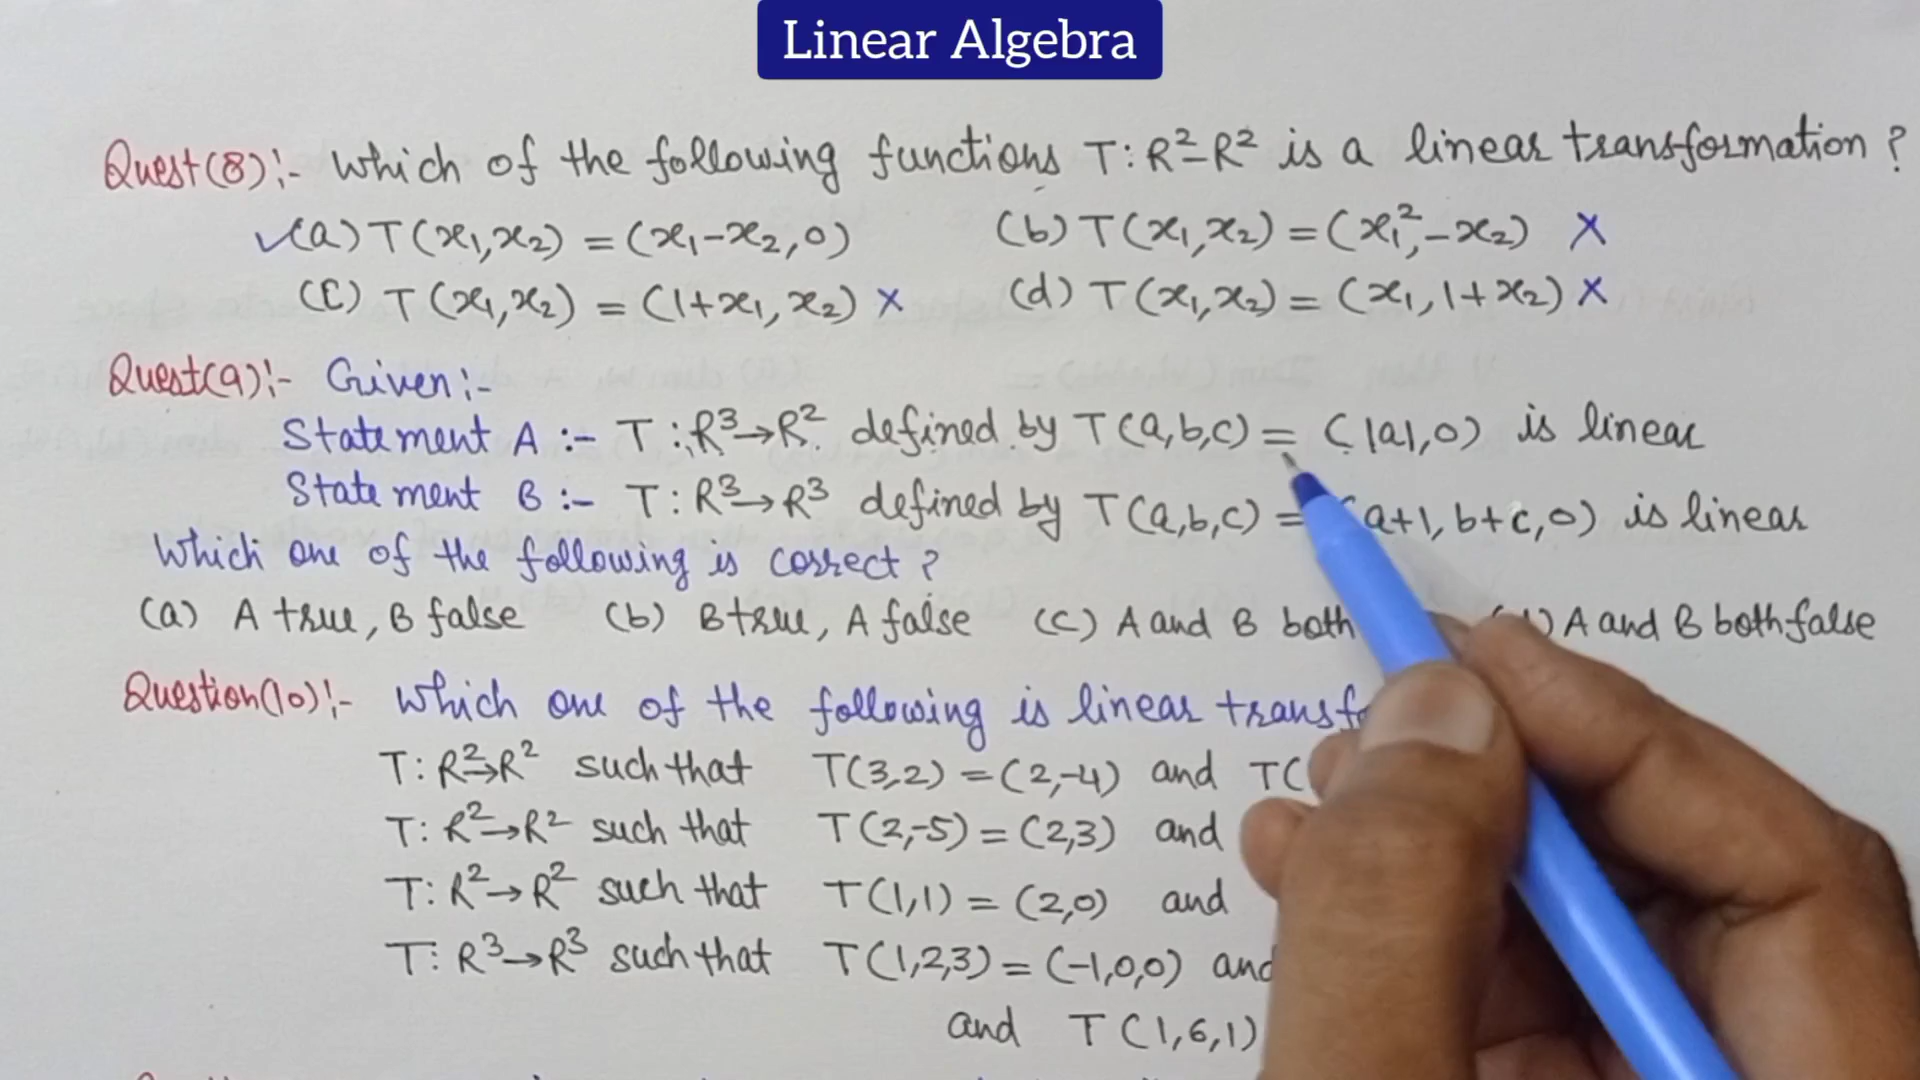 Linear Algebra
Quest(8):- Which of the following functions T: R²-R² is a linear transformation?
(a) T(x₁,x₂) = (x₁-x₂,0) (b) T(x₁,x₂) = (x₁²,-x₂) X
(c) T(x₁,x₂) = (1+x₁, x₂) X (d) T(x₁,x₂) = (x₁, 1+x₂) X
Quest(9):- Given:-
Statement A :- T: R³→R² defined by T(a,b,c) = (|a|,0) is linear
Statement B :- T: R³→R³ defined by T(a,b,c) = a+1, b+c, 0) is linear
Which one of the following is correct?
(a) A true, B false (b) B true, A false (c) A and B both ) A and B both false
Question(10):- Which one of the following is linear
T: R²→R² such that T(3,2) = (2,-4) and T(
T: R²→R² such that T(2,-5) = (2,3) and
T: R²→R² such that T(1,1) = (2,0) and
T: R³→R³ such that T(1,2,3) = (-1,0,0) and
and T(1,6,1)